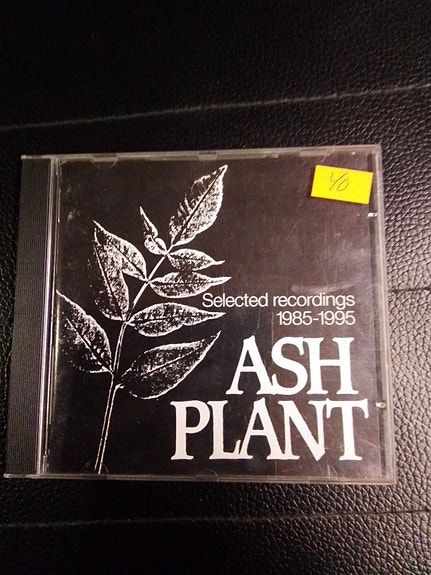 40
Selected recordings
1985-1995
ASH
PLANT